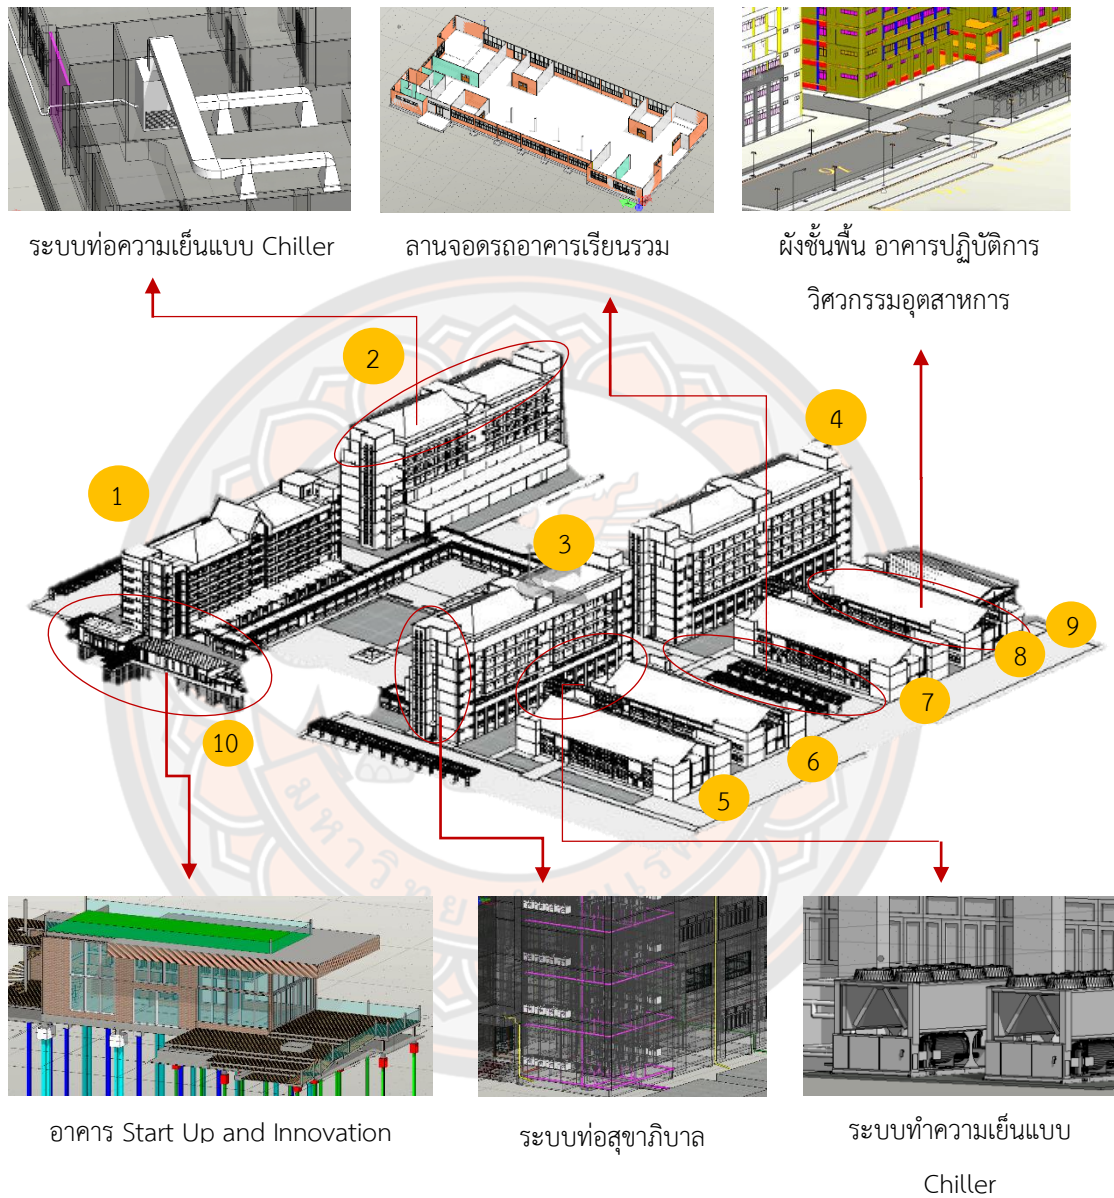 ระบบท่อความเย็นแบบ Chiller
ลานจอดรถอาคารเรียนรวม
ผังชั้นพื้น อาคารปฏิบัติการ
วิศวกรรมอุตสาหการ
2
4
1
3
9
8
7
10
6
5
อาคาร Start Up and Innovation
ระบบท่อสุขาภิบาล
ระบบทำความเย็นแบบ
Chiller